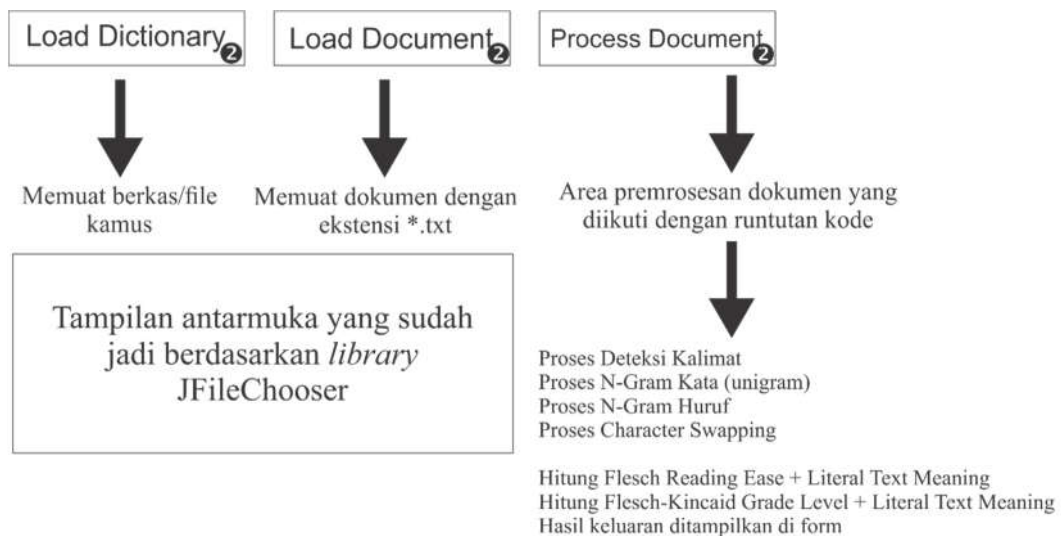 Load Dictionary 2
Load Document 2
Process Document 2
Memuat berkas/file
kamus
Memuat dokumen dengan
ekstensi *.txt
Area premrosesan dokumen yang
diikuti dengan runtutan kode
Tampilan antarmuka yang sudah
jadi berdasarkan library
JFileChooser
Proses Deteksi Kalimat
Proses N-Gram Kata (unigram)
Proses N-Gram Huruf
Proses Character Swapping
Hitung Flesch Reading Ease + Literal Text Meaning
Hitung Flesch-Kincaid Grade Level + Literal Text Meaning
Hasil keluaran ditampilkan di form